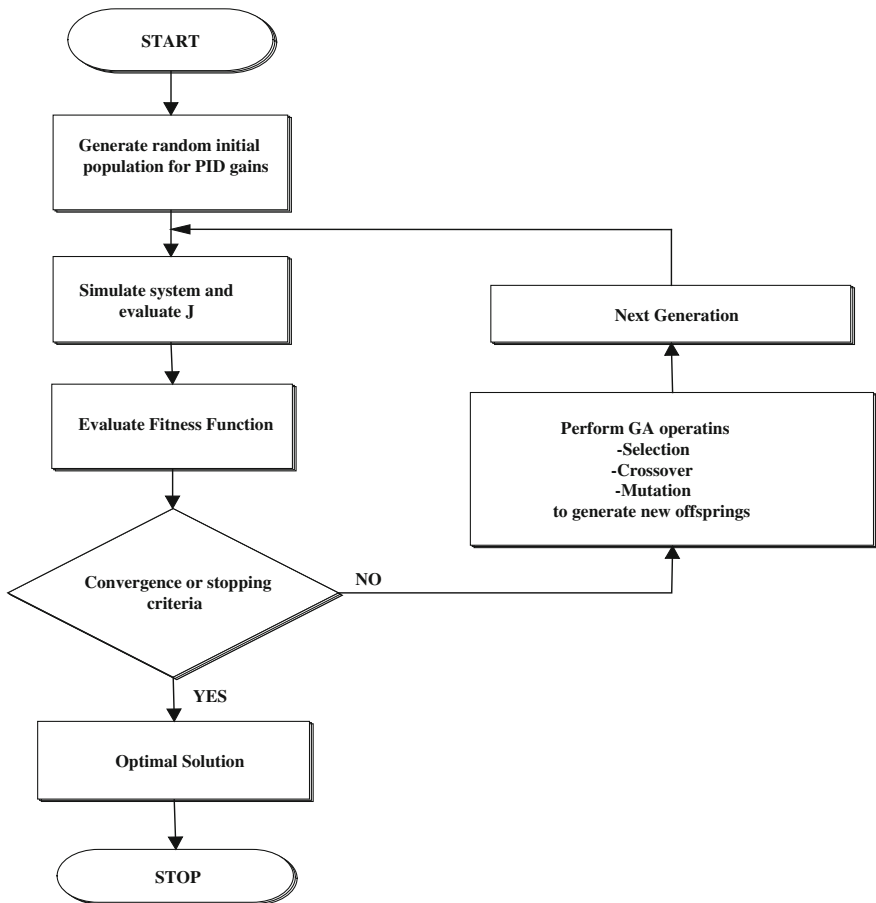 START
Generate random initial
population for PID gains
Simulate system and
evaluate J
Evaluate Fitness Function
Convergence or stopping
criteria
NO
YES
Optimal Solution
STOP
Next Generation
Perform GA operatins
-Selection
-Crossover
-Mutation
to generate new offsprings